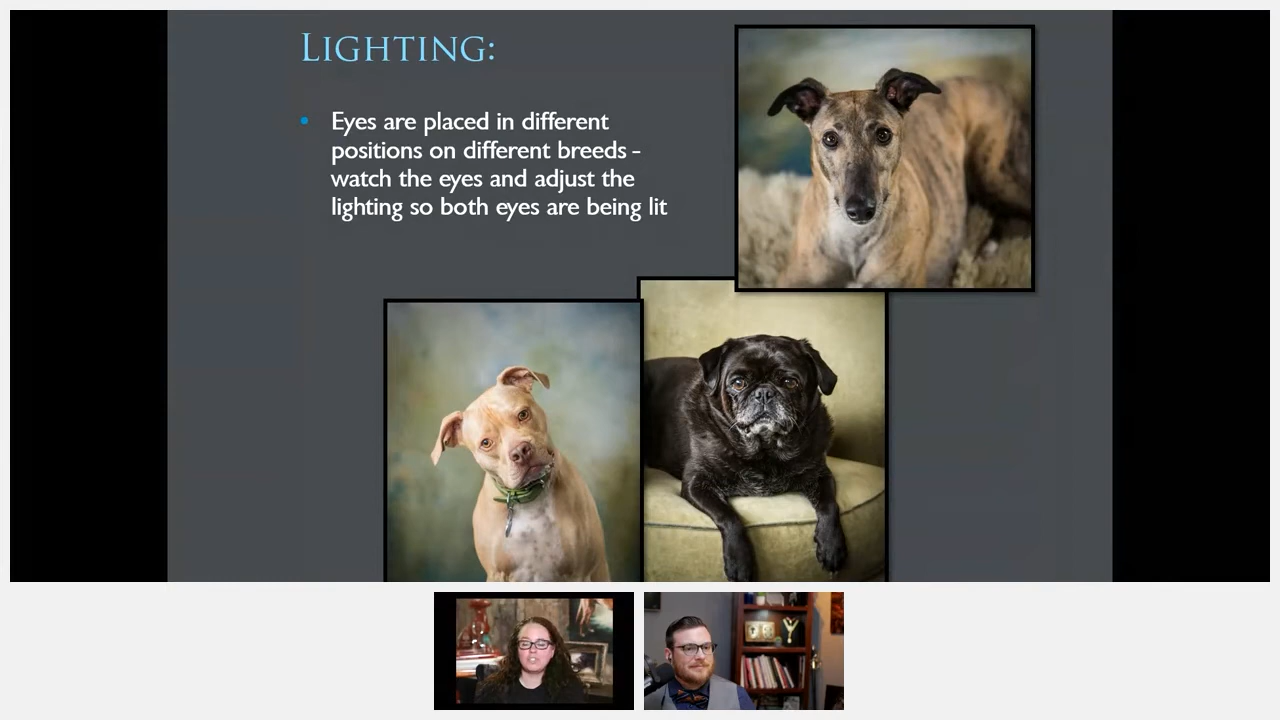 LIGHTING:
• Eyes are placed in different
positions on different breeds -
watch the eyes and adjust the
lighting so both eyes are being lit